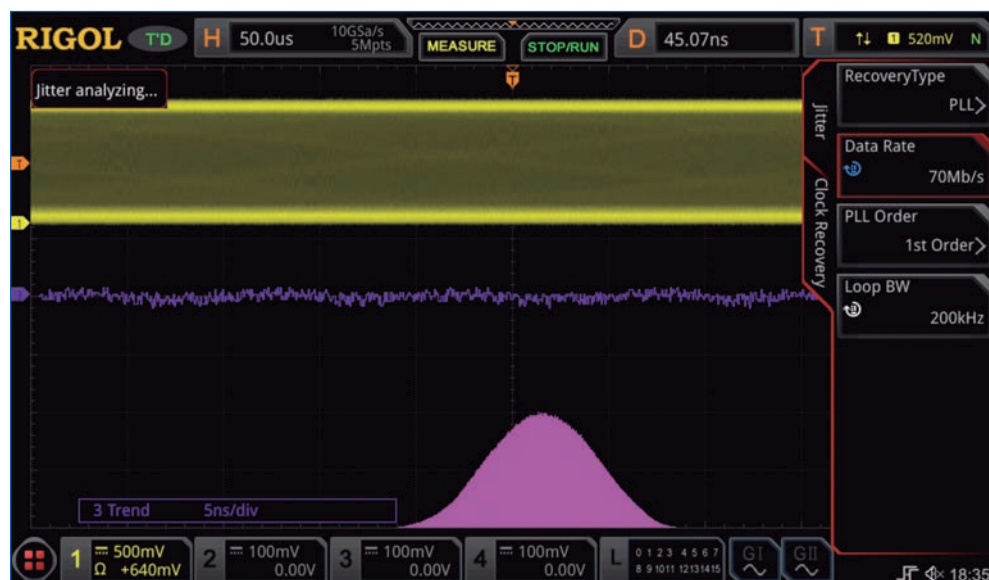 RIGOL T'D H 50.0us 10GSa/s 5Mpts MEASURE STOP/RUN D 45.07ns T 1 520mV N
T
Jitter analyzing...
RecoveryType
PLL
Jitter
Data Rate
70Mb/s
Clock Recovery
PLL Order
1st Order
Loop BW
200kHz
T
1
3 Trend 5ns/div
1 500mV
Ω +640mV
2 100mV
0.00V
3 100mV
0.00V
4 100mV
0.00V
L 0 1 2 3 4 5 6 7
8 9 10 11 12 13 14 15
GI
GII
18:35